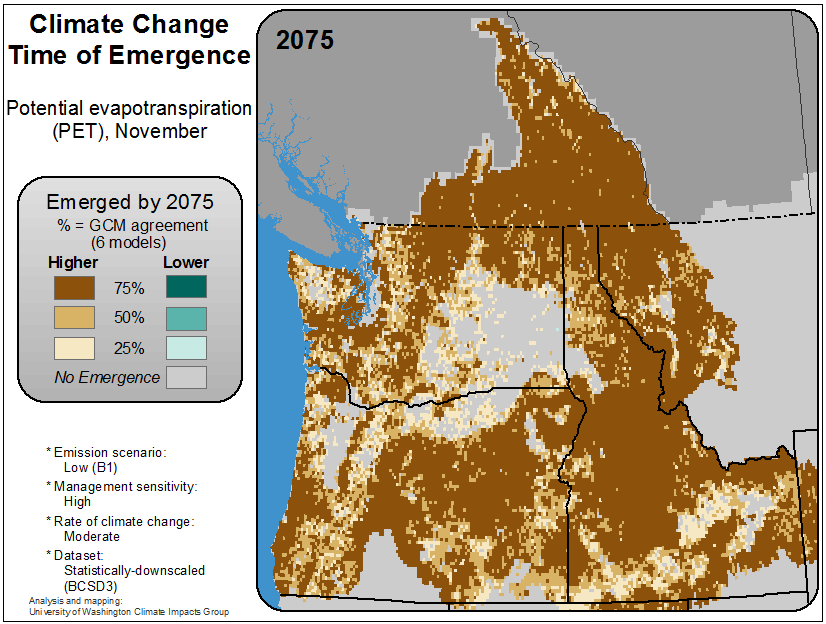 Climate Change
Time of Emergence
Potential evapotranspiration
(PET), November
2075
Emerged by 2075
% = GCM agreement
(6 models)
Higher Lower
75%
50%
25%
No Emergence
* Emission scenario:
Low (B1)
* Management sensitivity:
High
* Rate of climate change:
Moderate
* Dataset:
Statistically-downscaled
(BCSD3)
Analysis and mapping:
University of Washington Climate Impacts Group